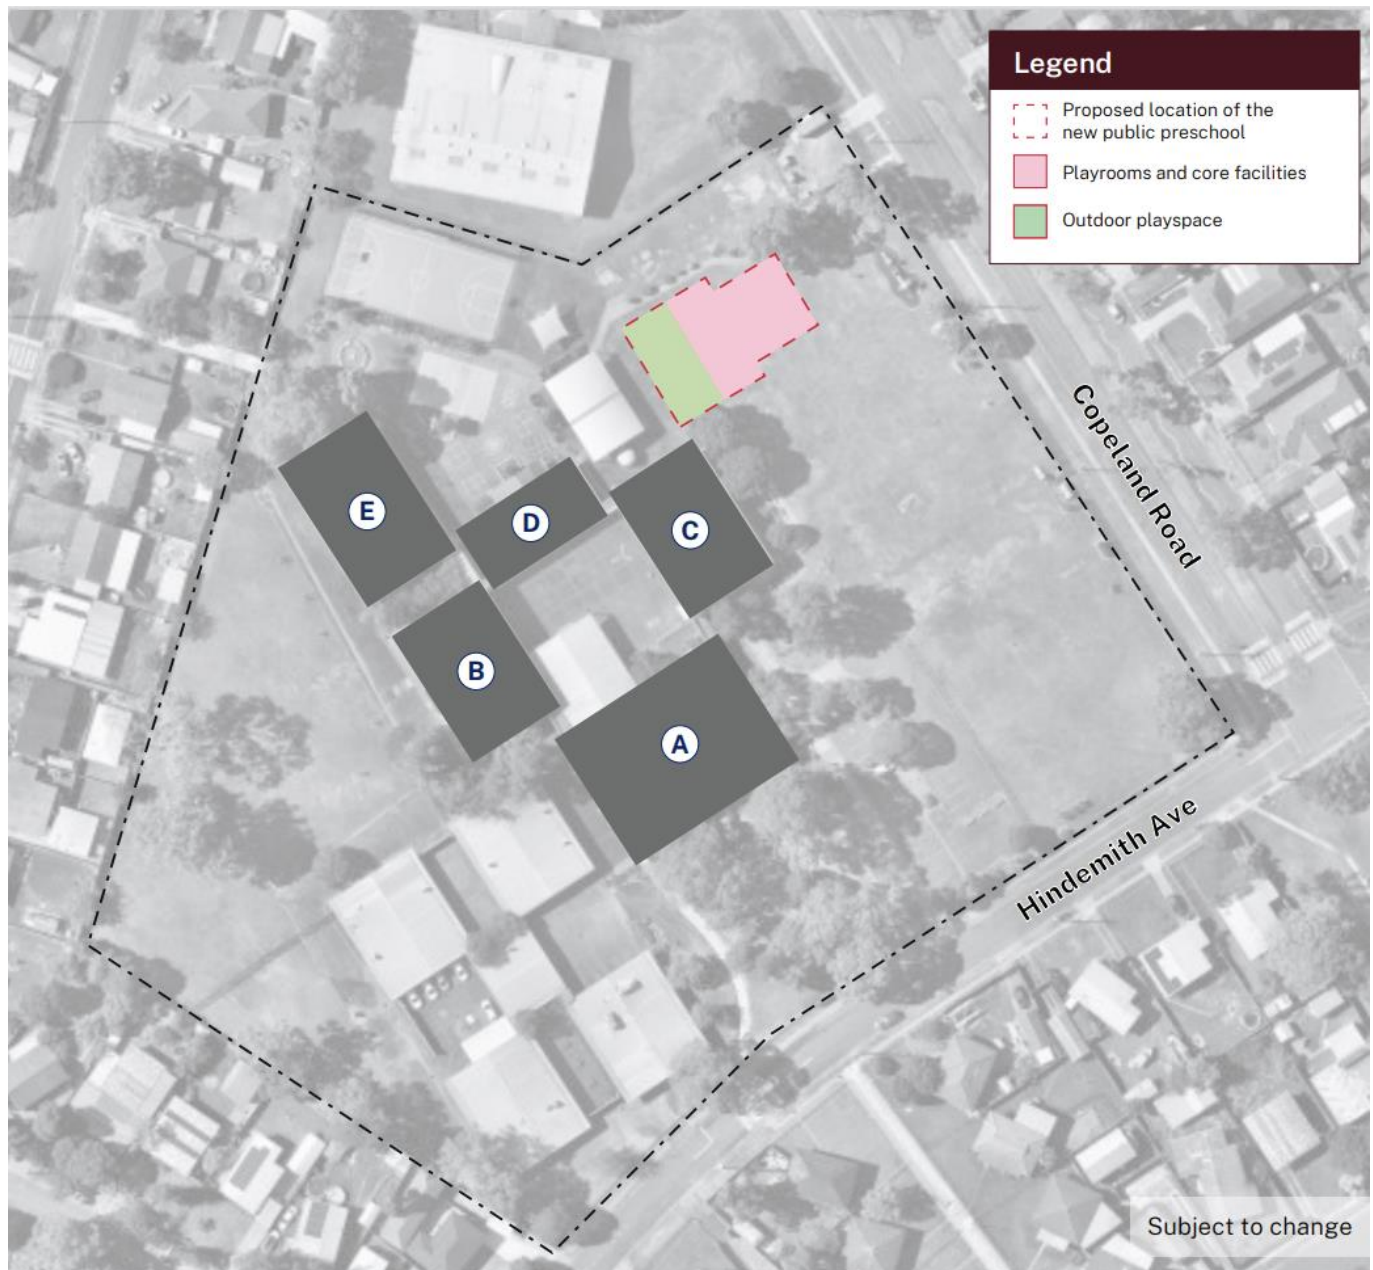 Legend
Proposed location of the
new public preschool
Playrooms and core facilities
Outdoor playspace
Copeland Road
E
D
C
B
A
Hindemith Ave
Subject to change